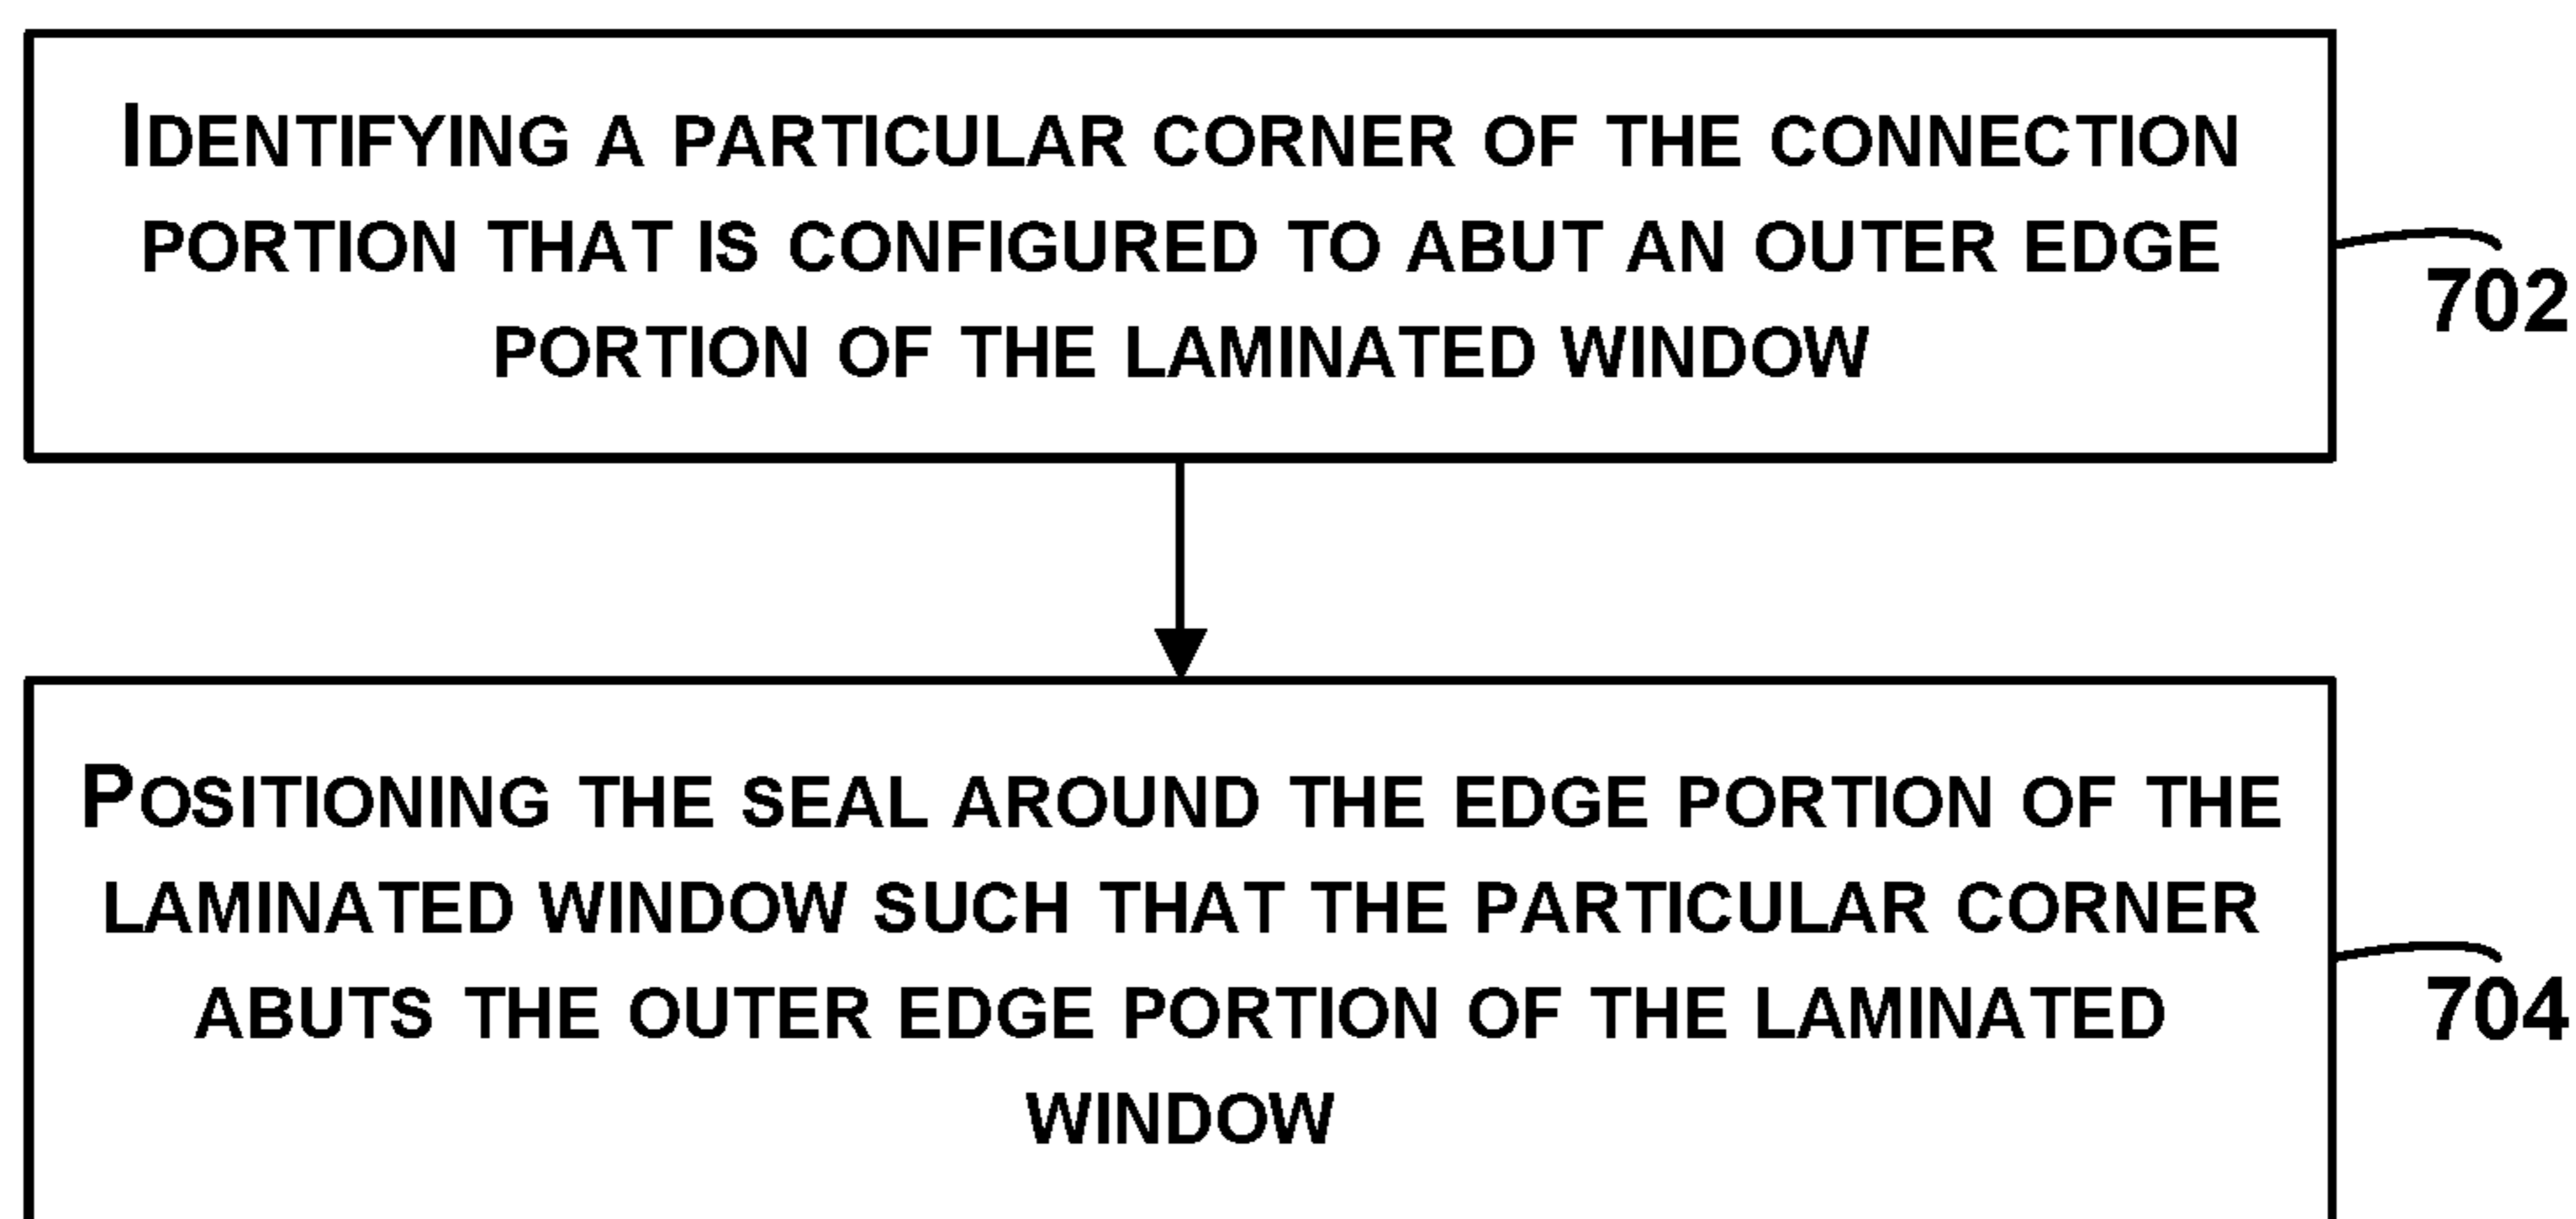 IDENTIFYING A PARTICULAR CORNER OF THE CONNECTION
PORTION THAT IS CONFIGURED TO ABUT AN OUTER EDGE
PORTION OF THE LAMINATED WINDOW
702
POSITIONING THE SEAL AROUND THE EDGE PORTION OF THE
LAMINATED WINDOW SUCH THAT THE PARTICULAR CORNER
ABUTS THE OUTER EDGE PORTION OF THE LAMINATED
WINDOW
704